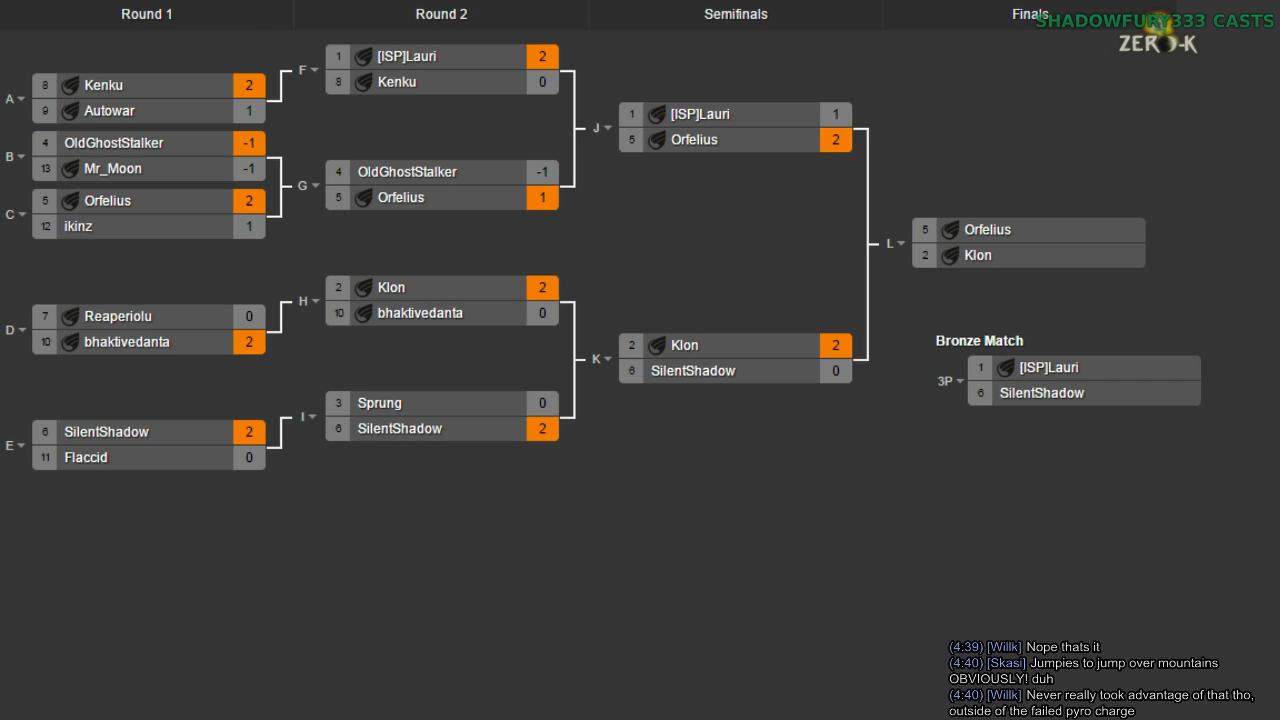 Round 1
Round 2
Semifinals
Finals
SHADOWFURY333 CASTS
ZERO-K
A
8 Kenku 2
9 Autowar 1
B
4 OldGhostStalker -1
13 Mr_Moon -1
C
5 Orfelius 2
12 ikinz 1
D
7 Reaperiolu 0
10 bhaktivedanta 2
E
6 SilentShadow 2
11 Flaccid 0
F
1 [ISP]Lauri 2
8 Kenku 0
G
4 OldGhostStalker -1
5 Orfelius 1
H
2 Klon 2
10 bhaktivedanta 0
I
3 Sprung 0
6 SilentShadow 2
J
1 [ISP]Lauri 1
5 Orfelius 2
K
2 Klon 2
6 SilentShadow 0
L
5 Orfelius
2 Klon
Bronze Match
3P
1 [ISP]Lauri
6 SilentShadow
(4:39) [Willk] Nope thats it
(4:40) [Skasi] Jumpies to jump over mountains
OBVIOUSLY! duh
(4:40) [Willk] Never really took advantage of that tho,
outside of the failed pyro charge